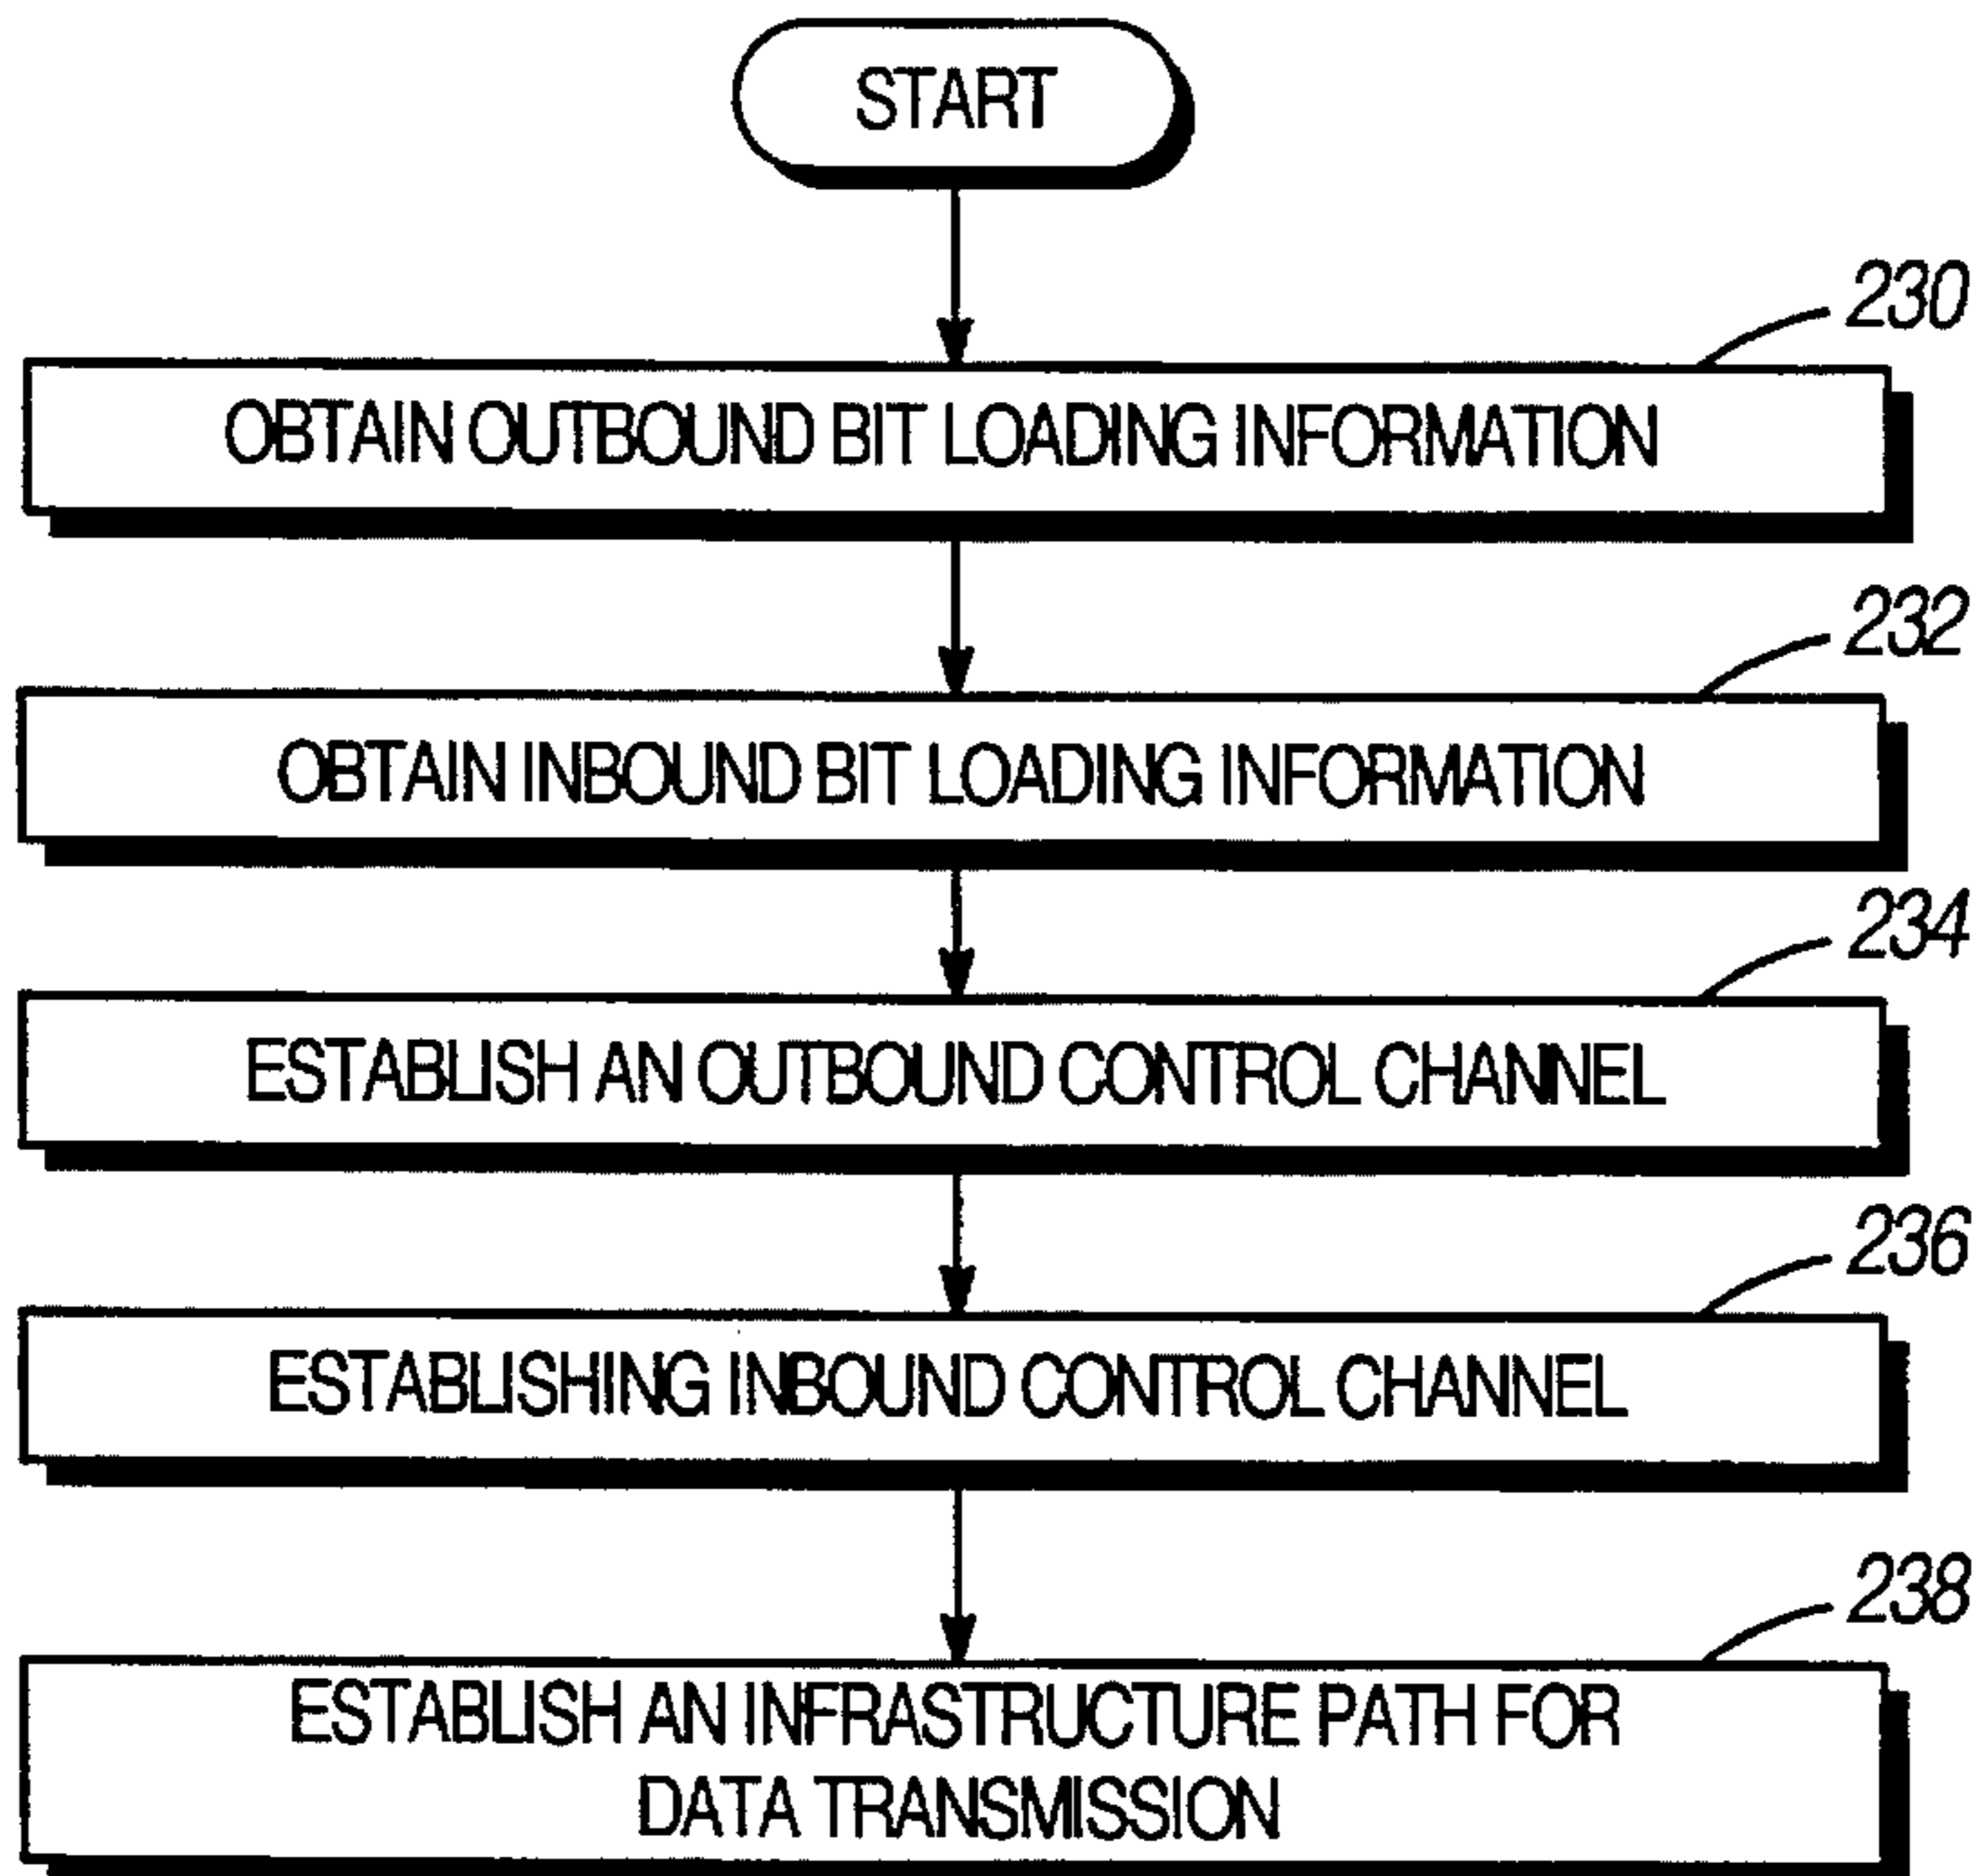 START
230
OBTAIN OUTBOUND BIT LOADING INFORMATION
232
OBTAIN INBOUND BIT LOADING INFORMATION
234
ESTABLISH AN OUTBOUND CONTROL CHANNEL
236
ESTABLISHING INBOUND CONTROL CHANNEL
238
ESTABLISH AN INFRASTRUCTURE PATH FOR
DATA TRANSMISSION